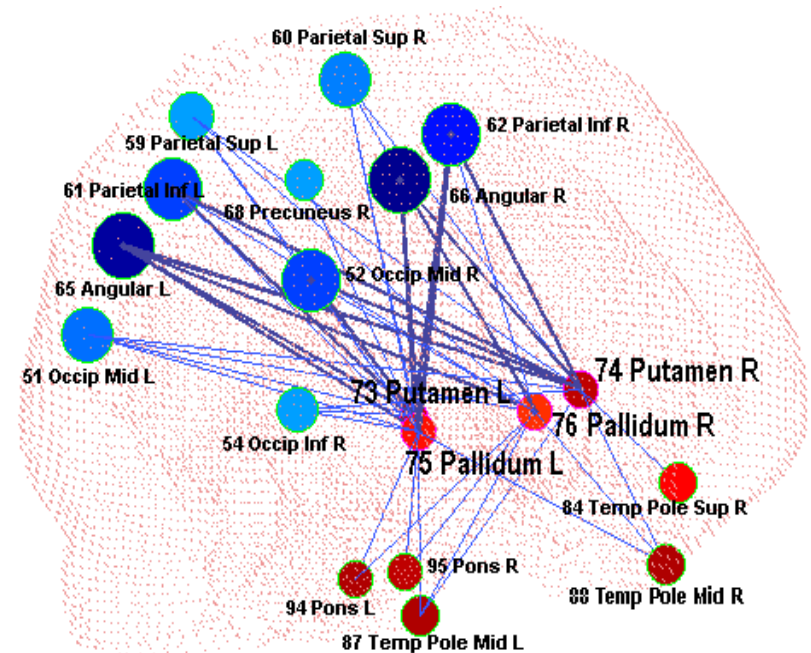 60 Parietal Sup R
62 Parietal Inf R
59 Parietal Sup L
61 Parietal Inf L
66 Angular R
68 Precuneus R
52 Occip Mid R
65 Angular L
51 Occip Mid L
74 Putamen R
73 Putamen L
76 Pallidum R
54 Occip Inf R
75 Pallidum L
84 Temp Pole Sup R
95 Pons R
88 Temp Pole Mid R
94 Pons L
87 Temp Pole Mid L